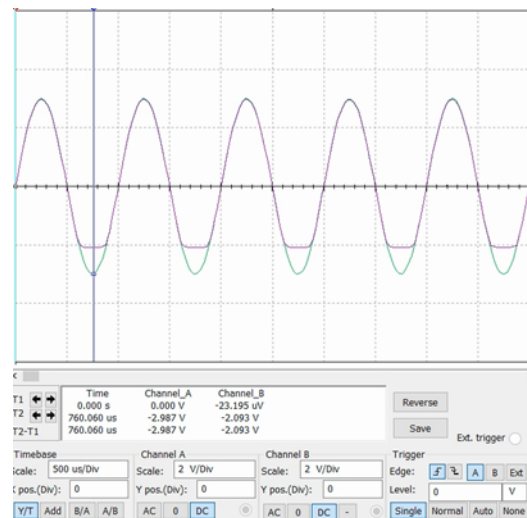 Time Channel_A Channel_B
T1 0.000 s 0.000 V -23.195 uV
T2 760.060 us -2.987 V -2.093 V
T2-T1 760.060 us -2.987 V -2.093 V
Reverse
Save
Ext. trigger
Timebase
Scale: 500 us/Div
X pos.(Div): 0
Y/T Add B/A A/B
Channel A
Scale: 2 V/Div
Y pos.(Div): 0
AC 0 DC
Channel B
Scale: 2 V/Div
Y pos.(Div): 0
AC 0 DC -
Trigger
Edge: A B Ext
Level: 0 V
Single Normal Auto None